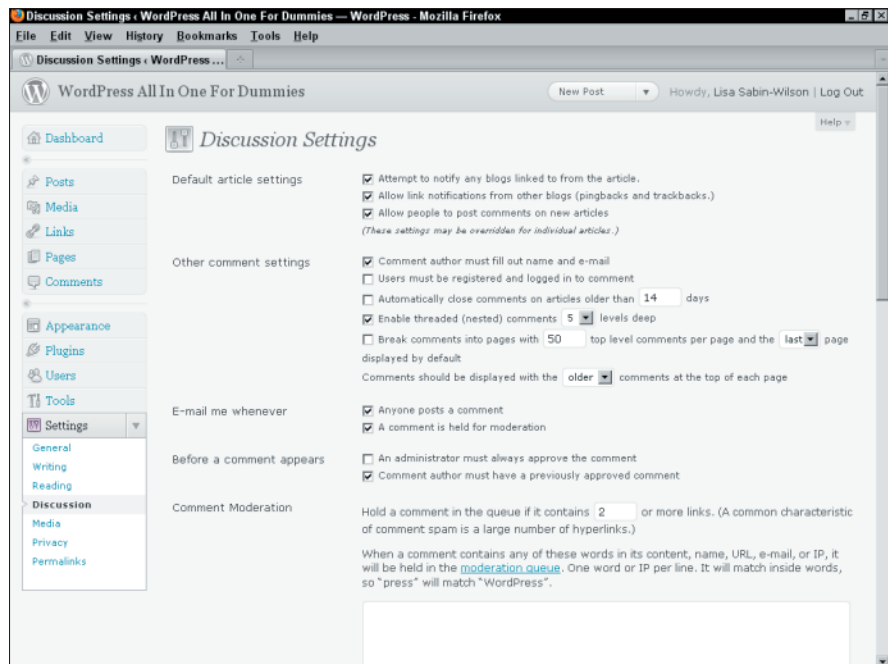 Discussion Settings ‹ WordPress All In One For Dummies — WordPress - Mozilla Firefox
File Edit View History Bookmarks Tools Help
Discussion Settings ‹ WordPress ...
WordPress All In One For Dummies
New Post
Howdy, Lisa Sabin-Wilson | Log Out
Help
Dashboard
Posts
Media
Links
Pages
Comments
Appearance
Plugins
Users
Tools
Settings
General
Writing
Reading
Discussion
Media
Privacy
Permalinks
Discussion Settings
Default article settings
Attempt to notify any blogs linked to from the article.
Allow link notifications from other blogs (pingbacks and trackbacks.)
Allow people to post comments on new articles
(These settings may be overridden for individual articles.)
Other comment settings
Comment author must fill out name and e-mail
Users must be registered and logged in to comment
Automatically close comments on articles older than 14 days
Enable threaded (nested) comments 5 levels deep
Break comments into pages with 50 top level comments per page and the last page
displayed by default
Comments should be displayed with the older comments at the top of each page
E-mail me whenever
Anyone posts a comment
A comment is held for moderation
Before a comment appears
An administrator must always approve the comment
Comment author must have a previously approved comment
Comment Moderation
Hold a comment in the queue if it contains 2 or more links. (A common characteristic
of comment spam is a large number of hyperlinks.)
When a comment contains any of these words in its content, name, URL, e-mail, or IP, it
will be held in the moderation queue. One word or IP per line. It will match inside words,
so "press" will match "WordPress".